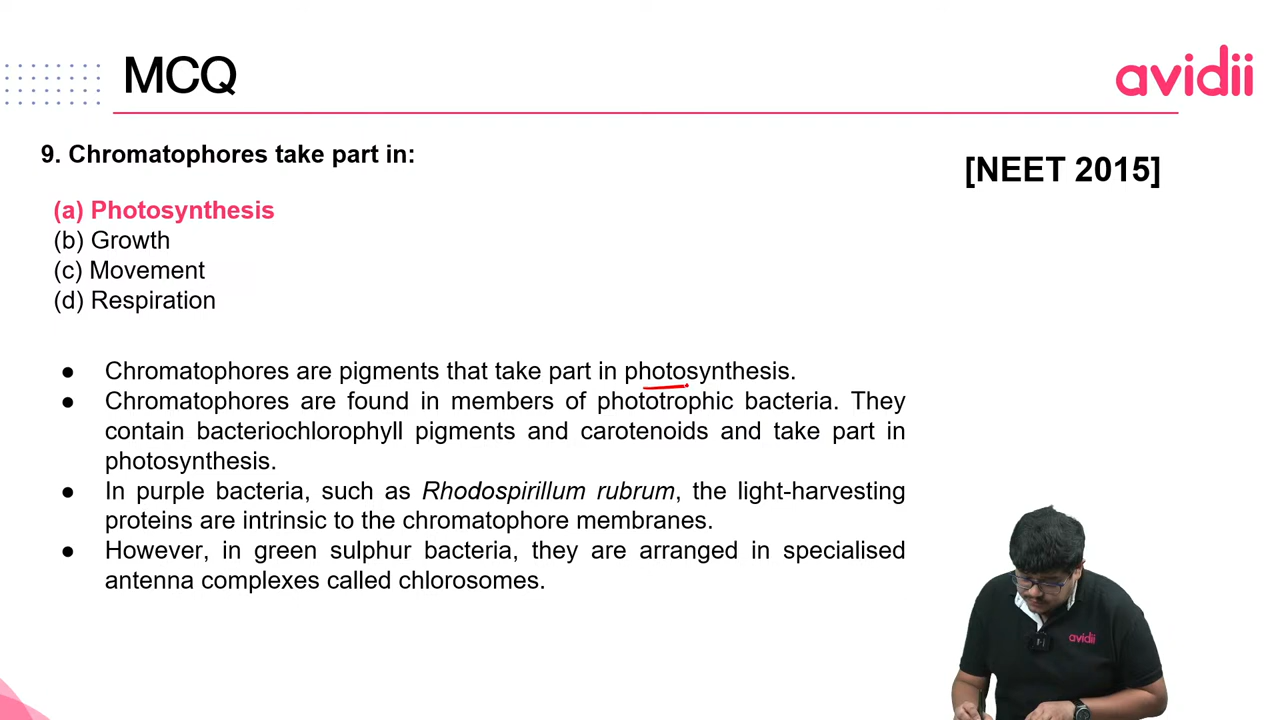 MCQ
avidii
9. Chromatophores take part in:
[NEET 2015]
(a) Photosynthesis
(b) Growth
(c) Movement
(d) Respiration
● Chromatophores are pigments that take part in photosynthesis.
● Chromatophores are found in members of phototrophic bacteria. They
contain bacteriochlorophyll pigments and carotenoids and take part in
photosynthesis.
● In purple bacteria, such as Rhodospirillum rubrum, the light-harvesting
proteins are intrinsic to the chromatophore membranes.
● However, in green sulphur bacteria, they are arranged in specialised
antenna complexes called chlorosomes.
avidii